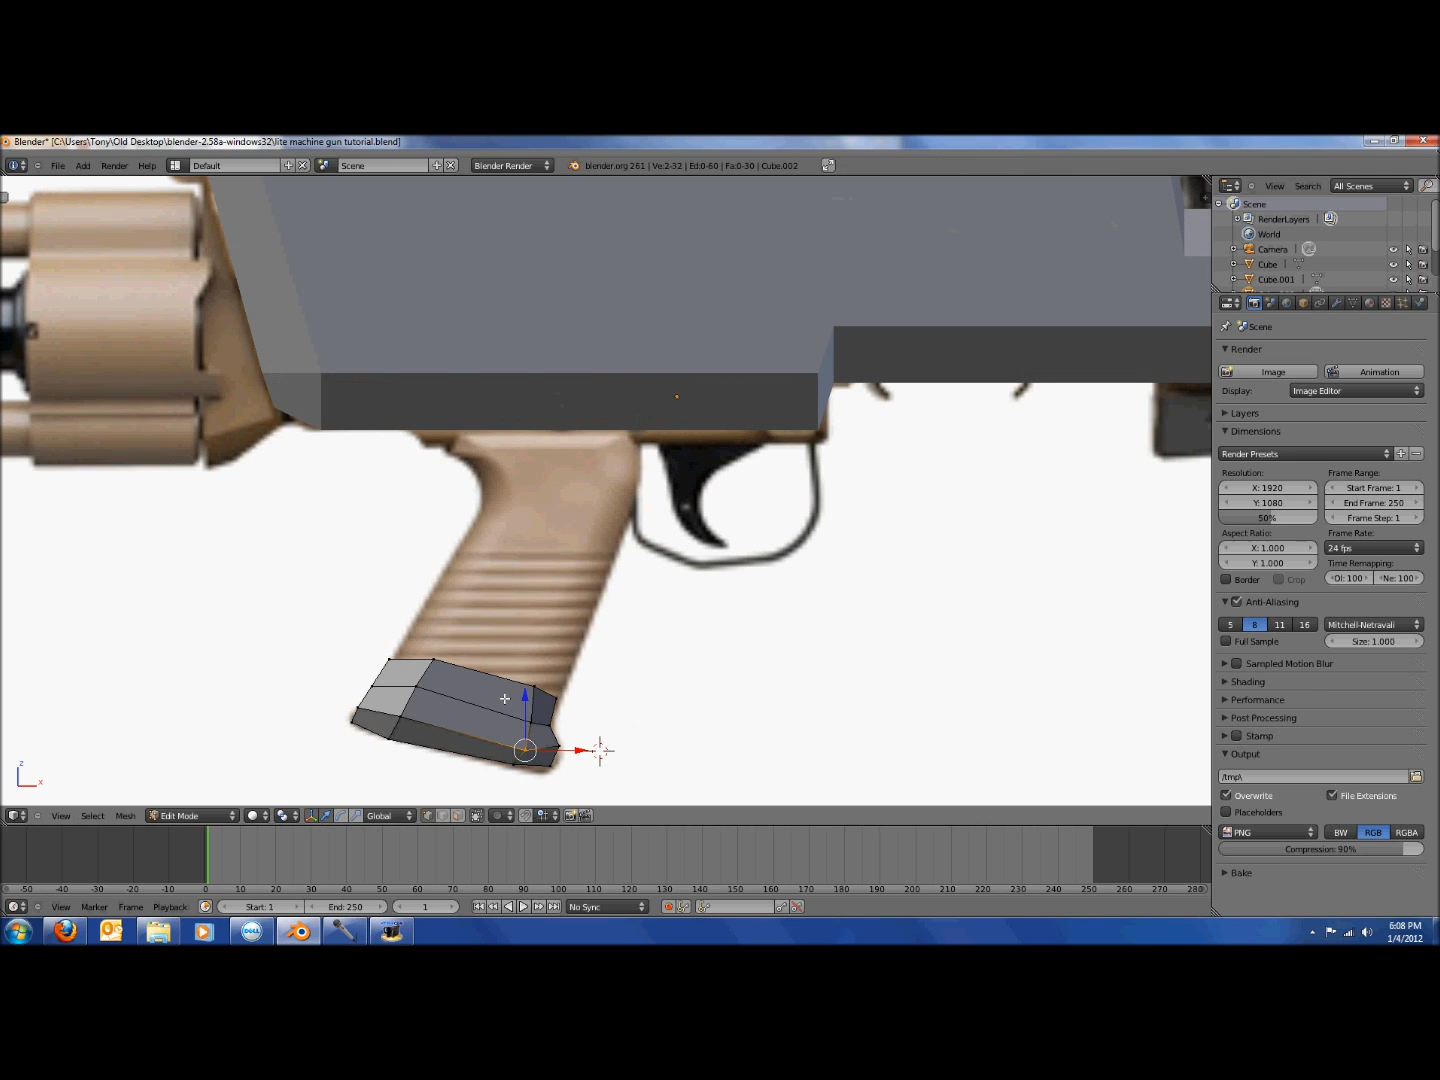 Blender* [C:\Users\Tony\Old Desktop\blender-2.58a-windows32\lite machine gun tutorial.blend]
File Add Render Help Default Scene Blender Render blender.org 261 | Ve:2-32 | Ed:0-60 | Fa:0-30 | Cube.002
View Search All Scenes
Scene
RenderLayers
World
Camera
Cube
Cube.001
Scene
Render
Image Animation
Display: Image Editor
Layers
Dimensions
Render Presets
Resolution: Frame Range:
X: 1920 Start Frame: 1
Y: 1080 End Frame: 250
50% Frame Step: 1
Aspect Ratio: Frame Rate:
X: 1.000 24 fps
Y: 1.000 Time Remapping:
Border Crop Ol: 100 Ne: 100
Anti-Aliasing
5 8 11 16 Mitchell-Netravali
Full Sample Size: 1.000
Sampled Motion Blur
Shading
Performance
Post Processing
Stamp
Output
/tmp\
Overwrite File Extensions
Placeholders
PNG BW RGB RGBA
Compression: 90%
Bake
z
x
View Select Mesh Edit Mode Global
-50 -40 -30 -20 -10 0 10 20 30 40 50 60 70 80 90 100 110 120 130 140 150 160 170 180 190 200 210 220 230 240 250 260 270 280
View Marker Frame Playback Start: 1 End: 250 1 No Sync
DELL
6:08 PM
1/4/2012